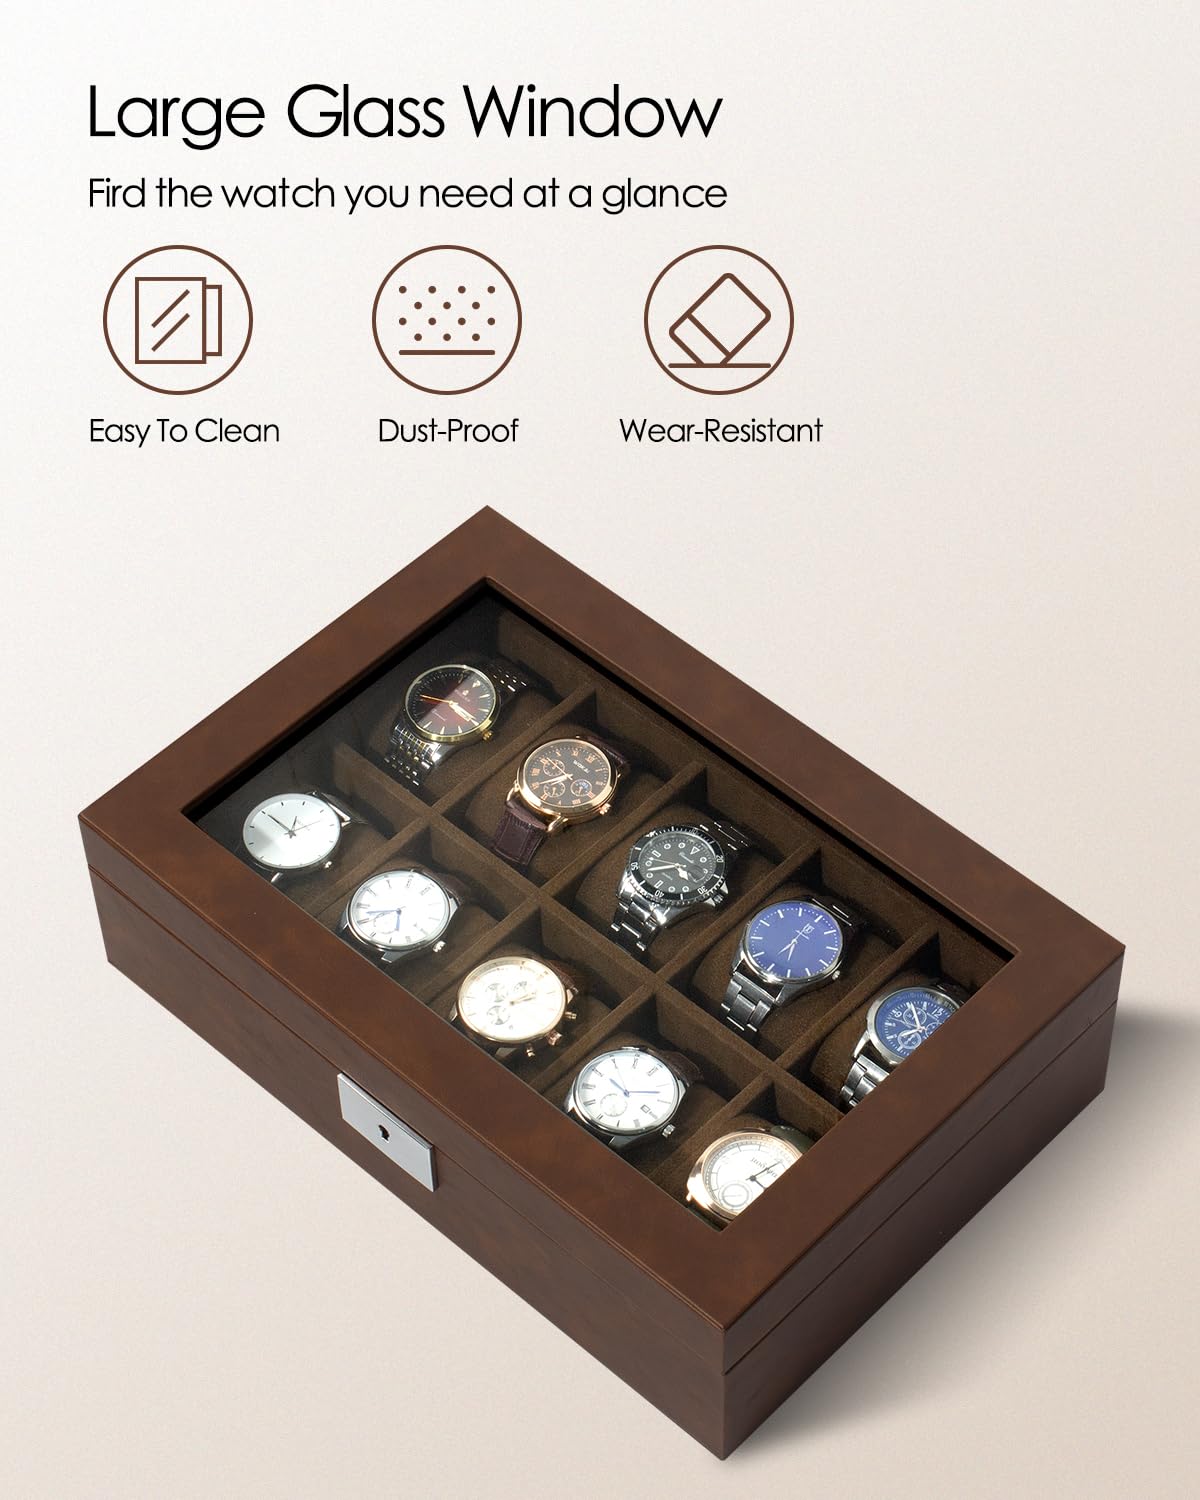 Large Glass Window
Fird the watch you need at a glance
Easy To Clean
Dust-Proof
Wear-Resistant